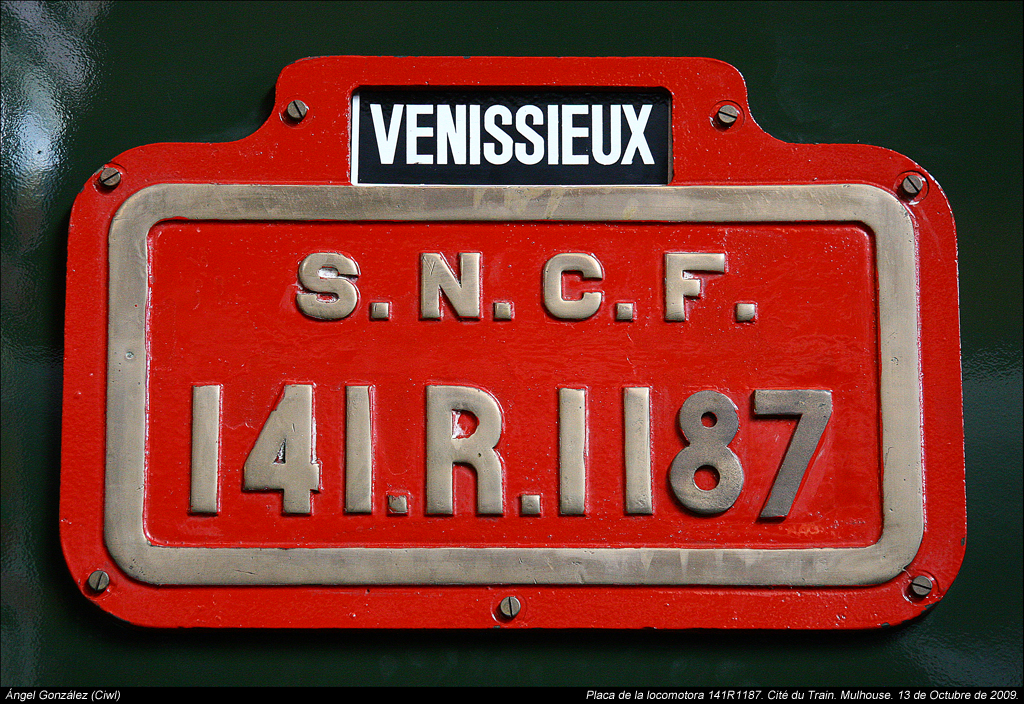 VENISSIEUX
S.N.C.F.
141.R.1187
Ángel González (Ciwl)
Placa de la locomotora 141R1187. Cité du Train. Mulhouse. 13 de Octubre de 2009.